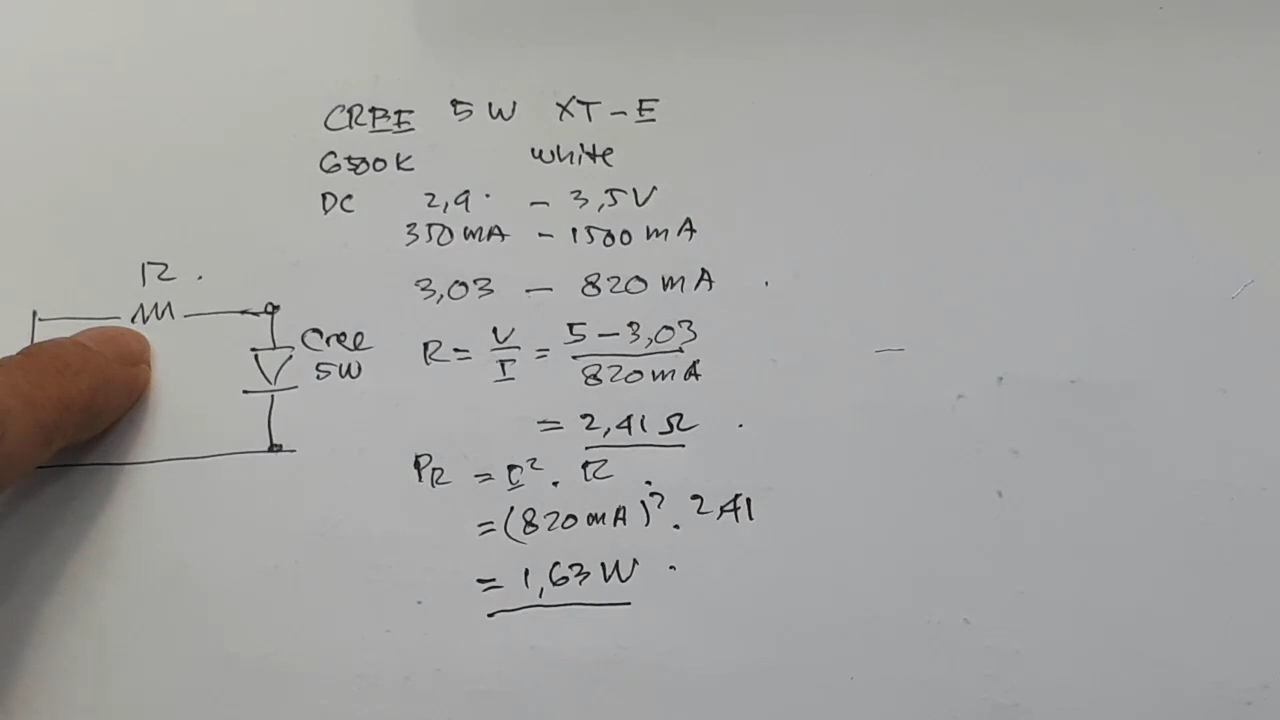 CREE 5W XT-E
6500K white
DC 2,9 - 3,5V
350mA - 1500mA
3,03 - 820mA
R = V/I = 5-3,03/820mA
= 2,41Ω
PR = I². R
= (820mA)². 2,41
= 1,63W
R
Cree
5W